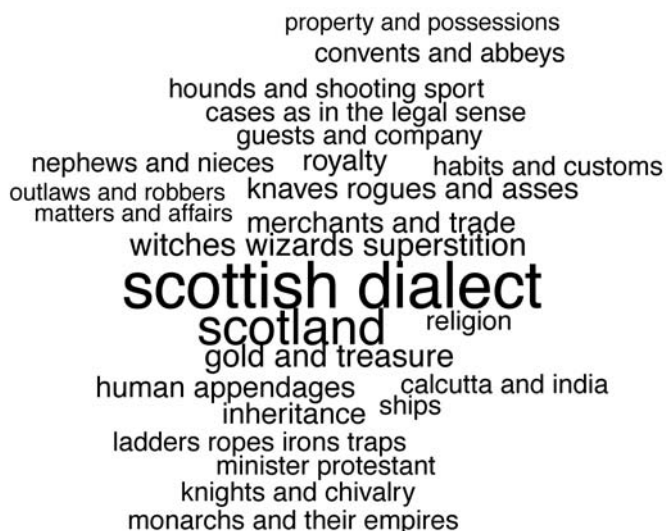 property and possessions
convents and abbeys
hounds and shooting sport
cases as in the legal sense
guests and company
nephews and nieces royalty habits and customs
outlaws and robbers knaves rogues and asses
matters and affairs merchants and trade
witches wizards superstition
scottish dialect
scotland religion
gold and treasure
human appendages calcutta and india
inheritance ships
ladders ropes irons traps
minister protestant
knights and chivalry
monarchs and their empires